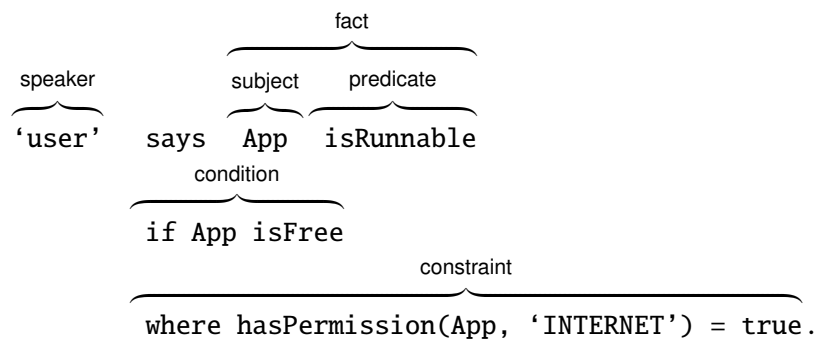 fact
speaker subject predicate
‘user’ says App isRunnable
condition
if App isFree
constraint
where hasPermission(App, ‘INTERNET’) = true.